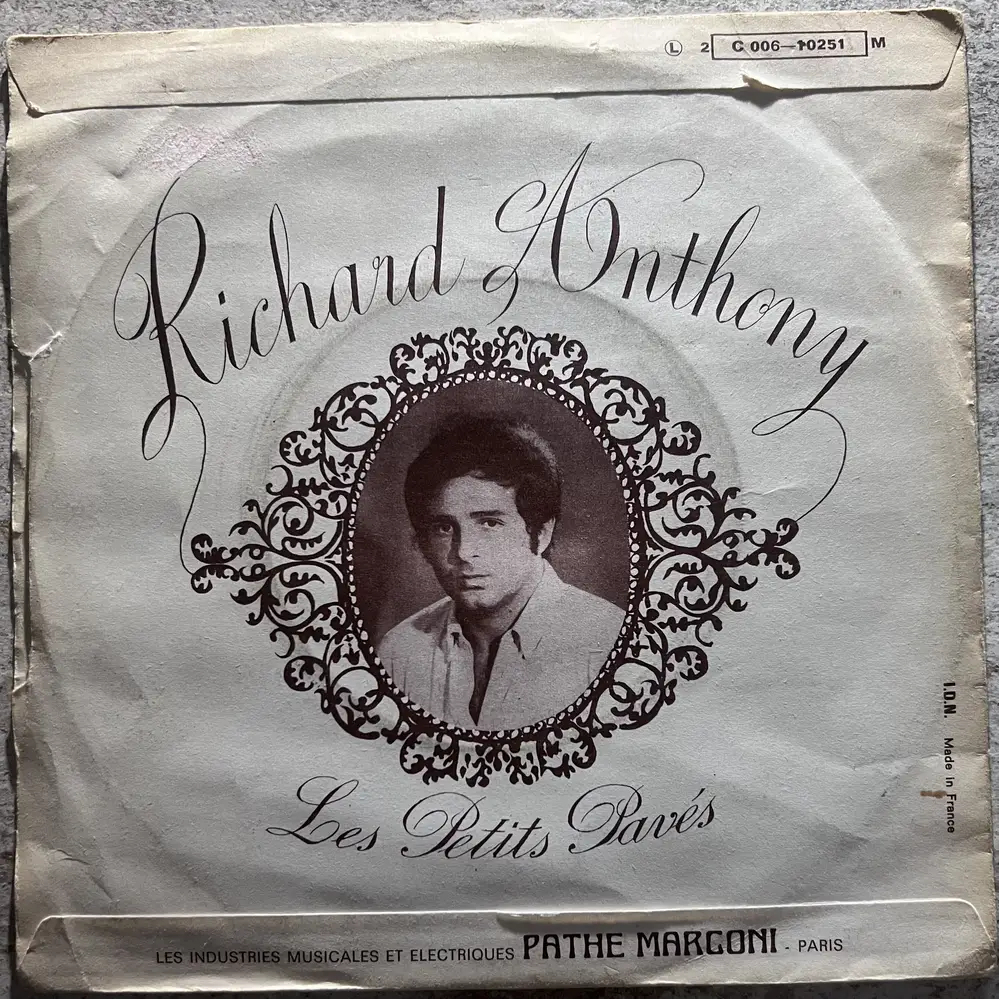 Ⓛ 2 C 006—10251 M
Richard Anthony
Les Petits Pavés
I.D.N. Made in France
LES INDUSTRIES MUSICALES ET ELECTRIQUES PATHE MARCONI - PARIS